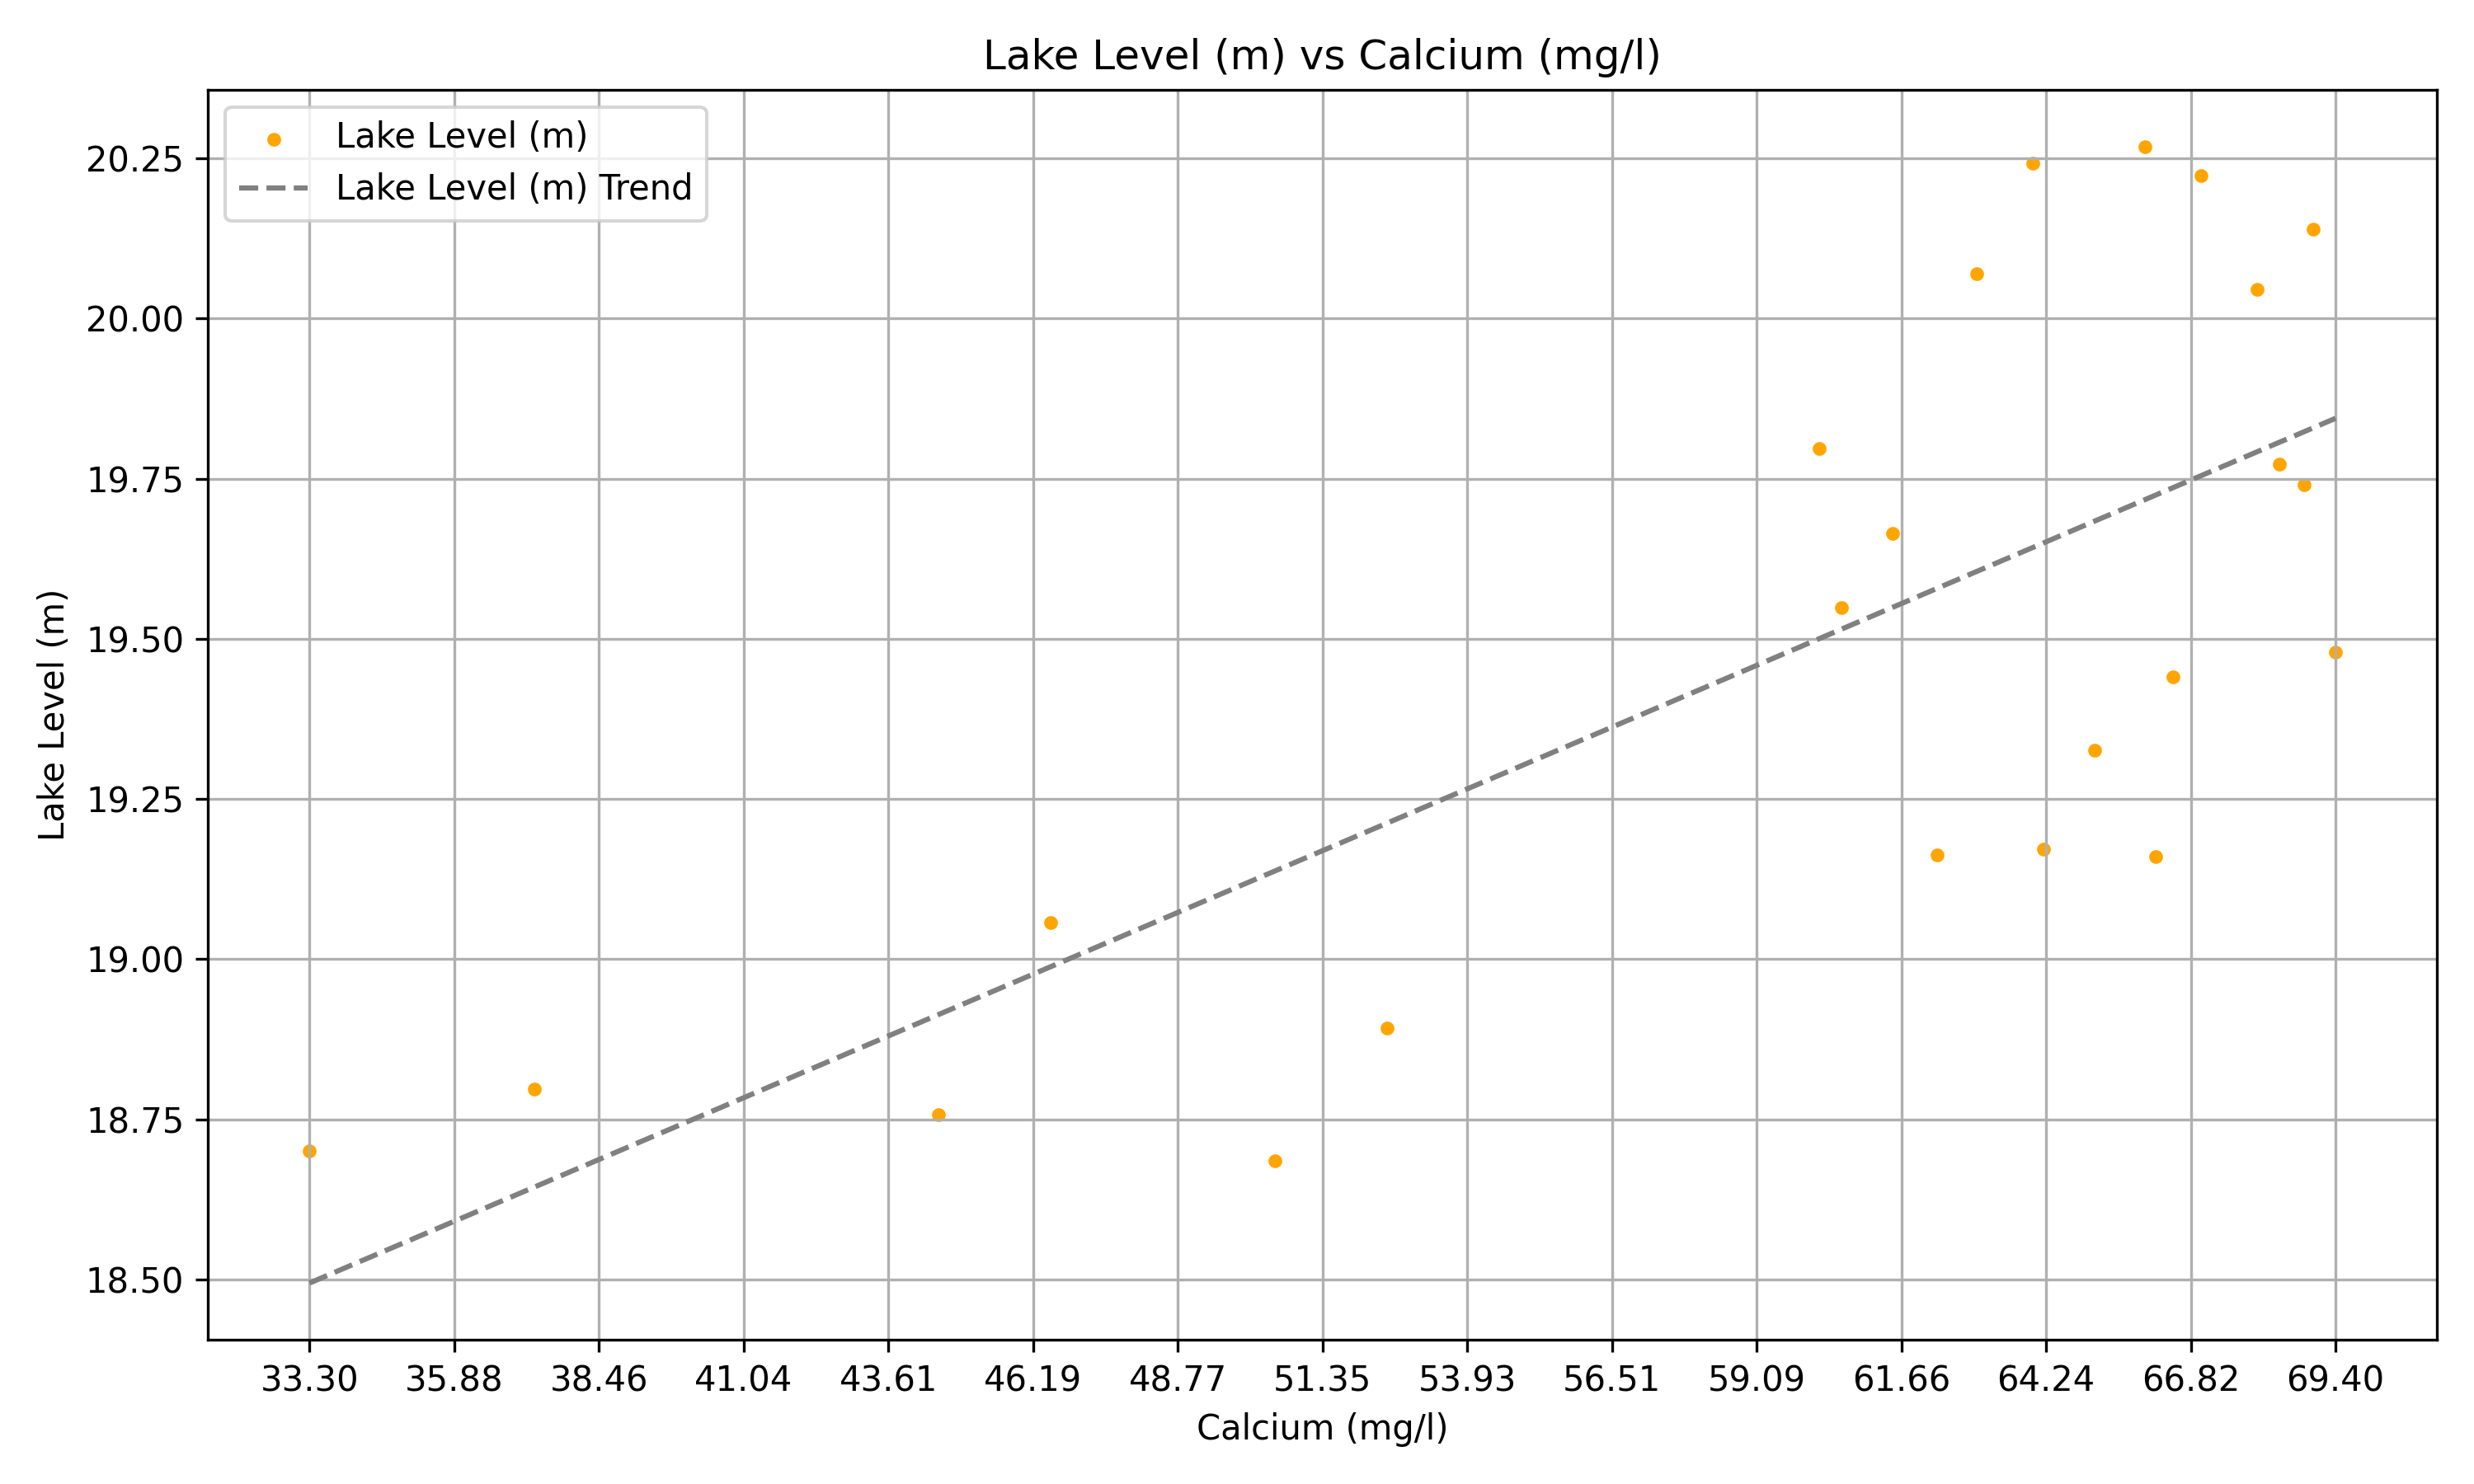 Lake Level (m) vs Calcium (mg/l)
Lake Level (m)
Lake Level (m) Trend
20.25
20.00
19.75
19.50
19.25
19.00
18.75
18.50
Lake Level (m)
33.30 35.88 38.46 41.04 43.61 46.19 48.77 51.35 53.93 56.51 59.09 61.66 64.24 66.82 69.40
Calcium (mg/l)